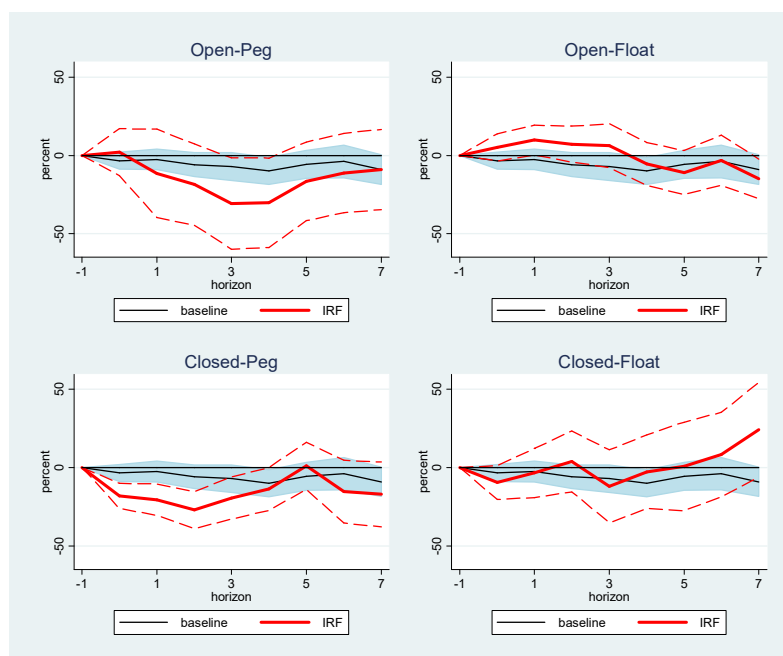 Open-Peg
50
0
-50
percent
-1 1 3 5 7
horizon
baseline IRF
Open-Float
50
0
-50
percent
-1 1 3 5 7
horizon
baseline IRF
Closed-Peg
50
0
-50
percent
-1 1 3 5 7
horizon
baseline IRF
Closed-Float
50
0
-50
percent
-1 1 3 5 7
horizon
baseline IRF